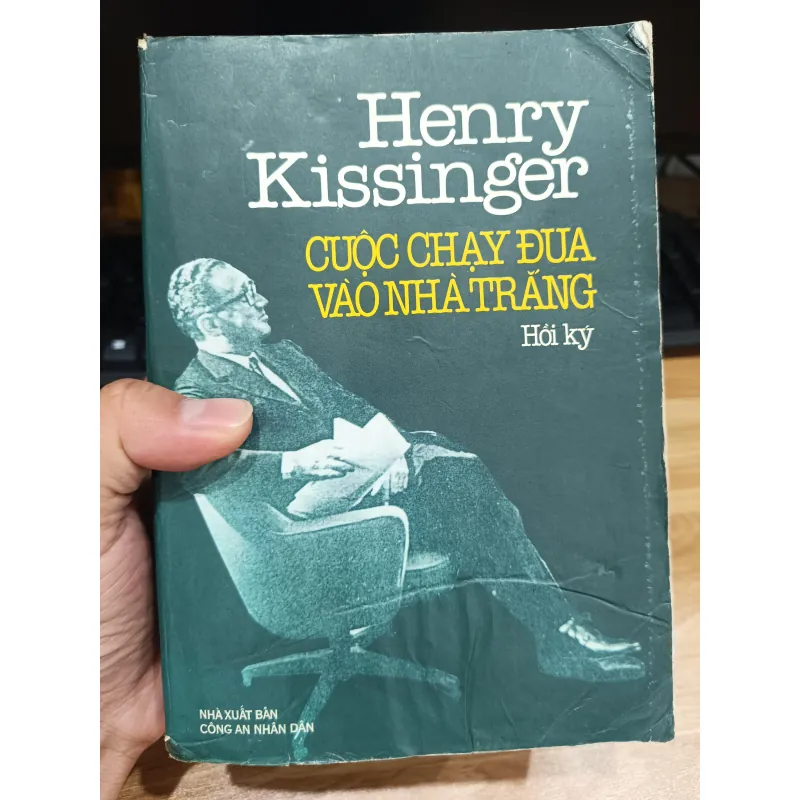 Henry
Kissinger
CUỘC CHẠY ĐUA
VÀO NHÀ TRẮNG
Hồi ký
NHÀ XUẤT BẢN
CÔNG AN NHÂN DÂN